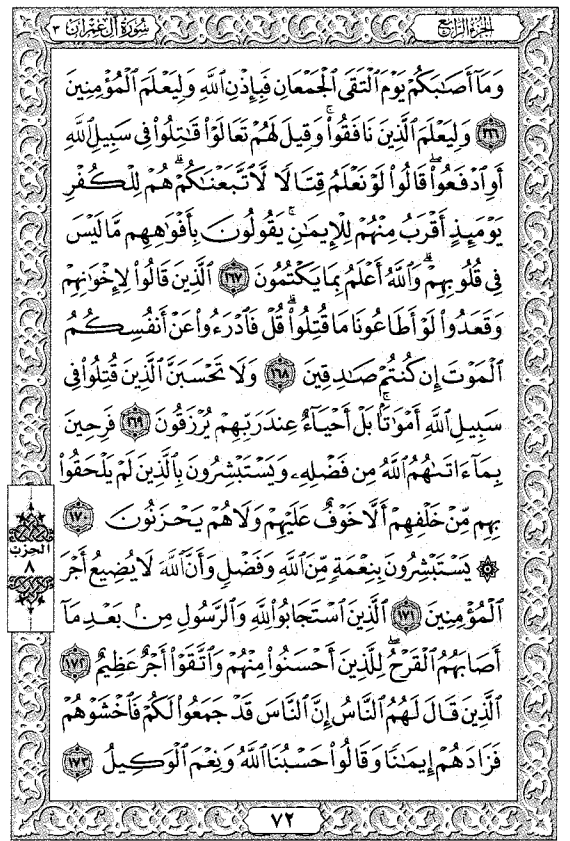 الجزء الرابع
سورة آل عمران ٣
وَمَآ أَصَٰبَكُمْ يَوْمَ ٱلْتَقَى ٱلْجَمْعَانِ فَبِإِذْنِ ٱللَّهِ وَلِيَعْلَمَ ٱلْمُؤْمِنِينَ
١٦٦ وَلِيَعْلَمَ ٱلَّذِينَ نَافَقُوا۟ ۚ وَقِيلَ لَهُمْ تَعَالَوْا۟ قَٰتِلُوا۟ فِى سَبِيلِ ٱللَّهِ
أَوِ ٱدْفَعُوا۟ ۖ قَالُوا۟ لَوْ نَعْلَمُ قِتَالًا لَّٱتَّبَعْنَٰكُمْ ۗ هُمْ لِلْكُفْرِ
يَوْمَئِذٍ أَقْرَبُ مِنْهُمْ لِلْإِيمَٰنِ ۚ يَقُولُونَ بِأَفْوَٰهِهِم مَّا لَيْسَ
فِى قُلُوبِهِمْ ۗ وَٱللَّهُ أَعْلَمُ بِمَا يَكْتُمُونَ ١٦٧ ٱلَّذِينَ قَالُوا۟ لِإِخْوَٰنِهِمْ
وَقَعَدُوا۟ لَوْ أَطَاعُونَا مَا قُتِلُوا۟ ۗ قُلْ فَٱدْرَءُوا۟ عَنْ أَنفُسِكُمُ
ٱلْمَوْتَ إِن كُنتُمْ صَٰدِقِينَ ١٦٨ وَلَا تَحْسَبَنَّ ٱلَّذِينَ قُتِلُوا۟ فِى
سَبِيلِ ٱللَّهِ أَمْوَٰتًۢا ۚ بَلْ أَحْيَآءٌ عِندَ رَبِّهِمْ يُرْزَقُونَ ١٦٩ فَرِحِينَ
بِمَآ ءَاتَىٰهُمُ ٱللَّهُ مِن فَضْلِهِۦ وَيَسْتَبْشِرُونَ بِٱلَّذِينَ لَمْ يَلْحَقُوا۟
بِهِم مِّنْ خَلْفِهِمْ أَلَّا خَوْفٌ عَلَيْهِمْ وَلَا هُمْ يَحْزَنُونَ ١٧٠
۞ يَسْتَبْشِرُونَ بِنِعْمَةٍ مِّنَ ٱللَّهِ وَفَضْلٍ وَأَنَّ ٱللَّهَ لَا يُضِيعُ أَجْرَ
ٱلْمُؤْمِنِينَ ١٧١ ٱلَّذِينَ ٱسْتَجَابُوا۟ لِلَّهِ وَٱلرَّسُولِ مِنۢ بَعْدِ مَآ
أَصَابَهُمُ ٱلْقَرْحُ ۚ لِلَّذِينَ أَحْسَنُوا۟ مِنْهُمْ وَٱتَّقَوْا۟ أَجْرٌ عَظِيمٌ ١٧٢
ٱلَّذِينَ قَالَ لَهُمُ ٱلنَّاسُ إِنَّ ٱلنَّاسَ قَدْ جَمَعُوا۟ لَكُمْ فَٱخْشَوْهُمْ
فَزَادَهُمْ إِيمَٰنًا وَقَالُوا۟ حَسْبُنَا ٱللَّهُ وَنِعْمَ ٱلْوَكِيلُ ١٧٣
الحزب
٨
٧٢